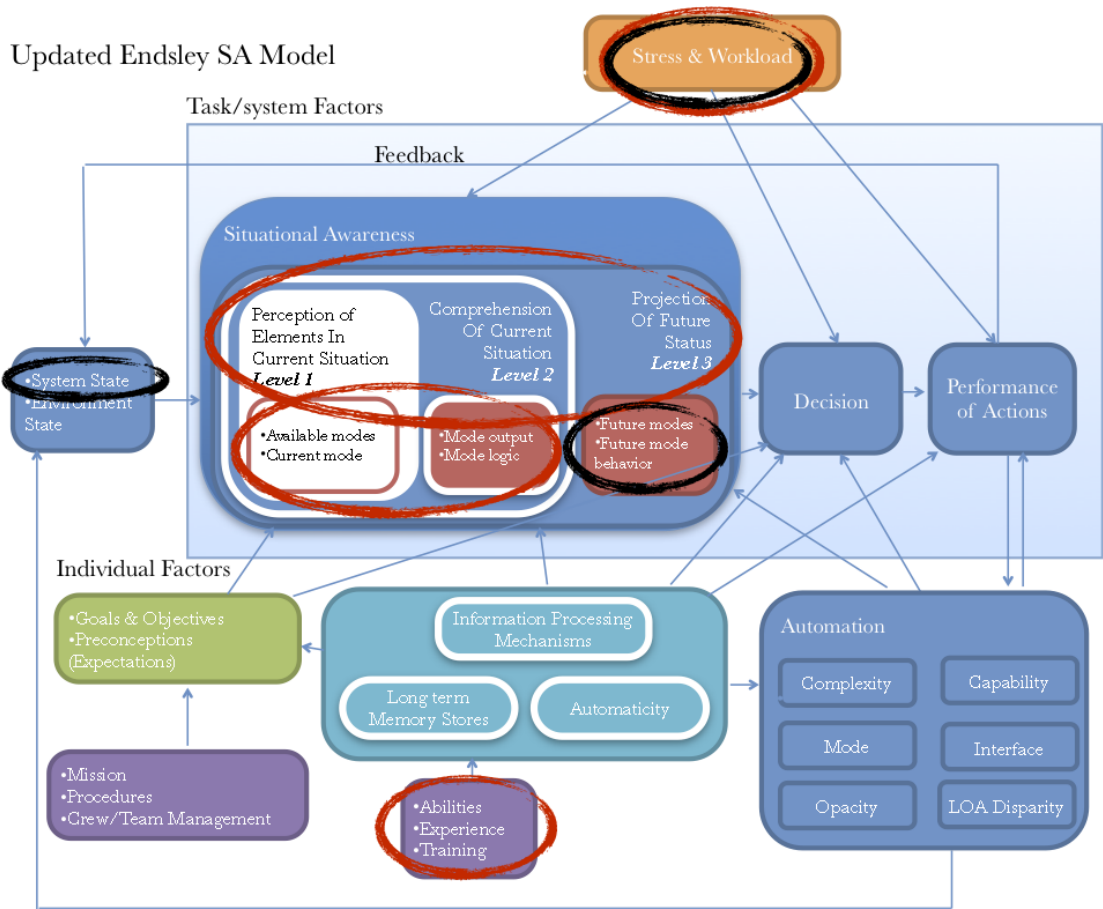 Updated Endsley SA Model
Stress & Workload
Task/system Factors
Feedback
Situational Awareness
Perception of
Elements In
Current Situation
Level 1
Comprehension
Of Current
Situation
Level 2
Projection
Of Future
Status
Level 3
•System State
•Environment
State
•Available modes
•Current mode
•Mode output
•Mode logic
•Future modes
•Future mode
behavior
Decision
Performance
of Actions
Individual Factors
•Goals & Objectives
•Preconceptions
(Expectations)
Information Processing
Mechanisms
Long term
Memory Stores
Automaticity
•Mission
•Procedures
•Crew/Team Management
•Abilities
•Experience
•Training
Automation
Complexity
Capability
Mode
Interface
Opacity
LOA Disparity